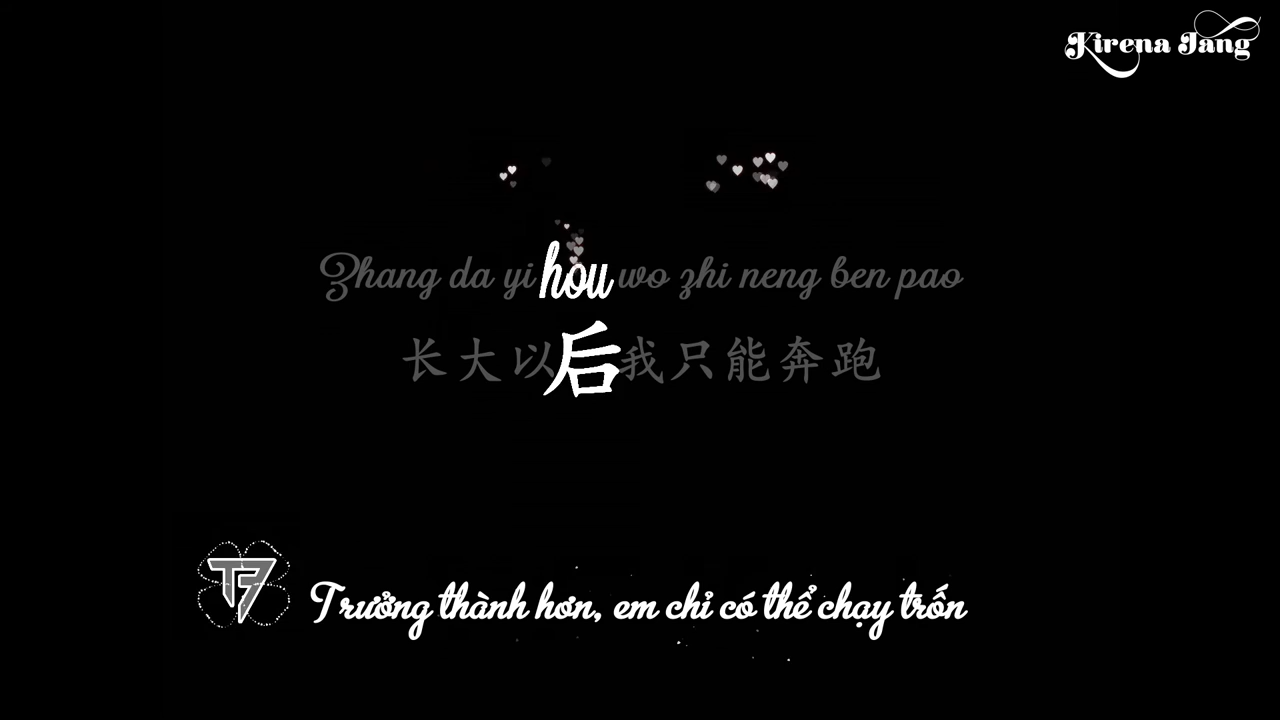 Kirena Jang
Zhang da yi hou wo zhi neng ben pao
长大以后我只能奔跑
Trưởng thành hơn, em chỉ có thể chạy trốn